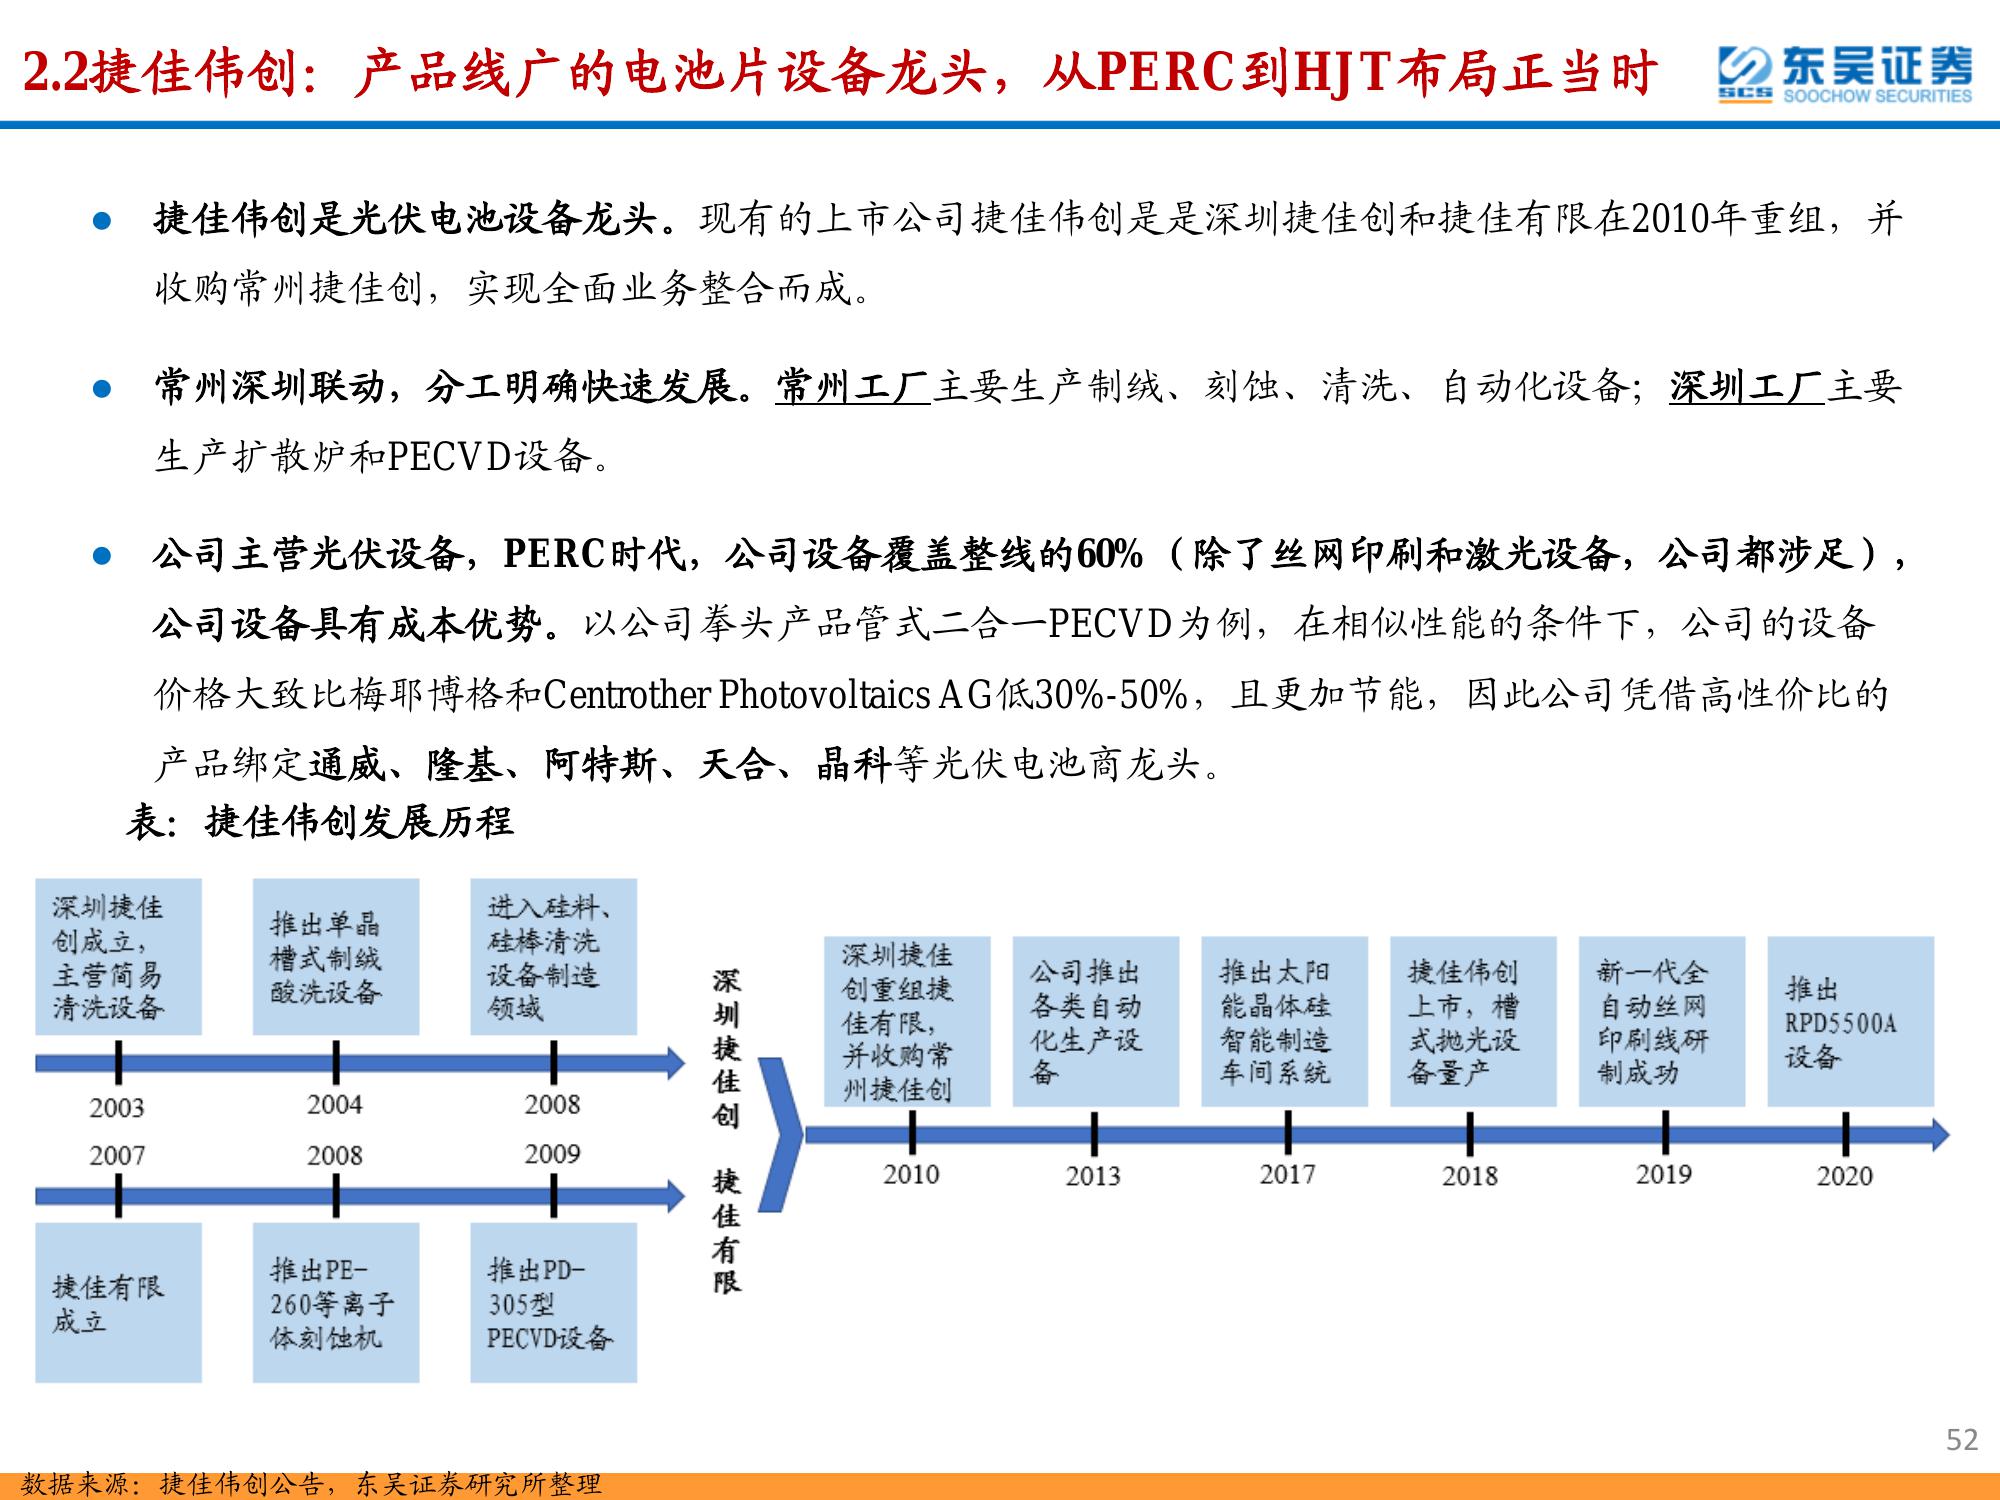 2.2捷佳伟创：产品线广的电池片设备龙头，从PERC到HJT布局正当时
东吴证券
SCS
SOOCHOW SECURITIES
捷佳伟创是光伏电池设备龙头。现有的上市公司捷佳伟创是是深圳捷佳创和捷佳有限在2010年重组，并
收购常州捷佳创，实现全面业务整合而成。
常州深圳联动，分工明确快速发展。常州工厂主要生产制绒、刻蚀、清洗、自动化设备；深圳工厂主要
生产扩散炉和PECVD设备。
公司主营光伏设备，PERC时代，公司设备覆盖整线的60%（除了丝网印刷和激光设备，公司都涉足），
公司设备具有成本优势。以公司拳头产品管式二合一PECVD为例，在相似性能的条件下，公司的设备
价格大致比梅耶博格和Centrother Photovoltaics AG低30%-50%，且更加节能，因此公司凭借高性价比的
产品绑定通威、隆基、阿特斯、天合、晶科等光伏电池商龙头。
表：捷佳伟创发展历程
深圳捷佳
创成立，
主营简易
清洗设备
推出单晶
槽式制绒
酸洗设备
进入硅料、
硅棒清洗
设备制造
领域
2003
2004
2008
2007
2008
2009
捷佳有限
成立
推出PE-
260等离子
体刻蚀机
推出PD-
305型
PECVD设备
深圳捷佳创
捷佳有限
深圳捷佳
创重组捷
佳有限，
并收购常
州捷佳创
公司推出
各类自动
化生产设
备
推出太阳
能晶体硅
智能制造
车间系统
捷佳伟创
上市，槽
式抛光设
备量产
新一代全
自动丝网
印刷线研
制成功
推出
RPD5500A
设备
2010
2013
2017
2018
2019
2020
52
数据来源：捷佳伟创公告，东吴证券研究所整理